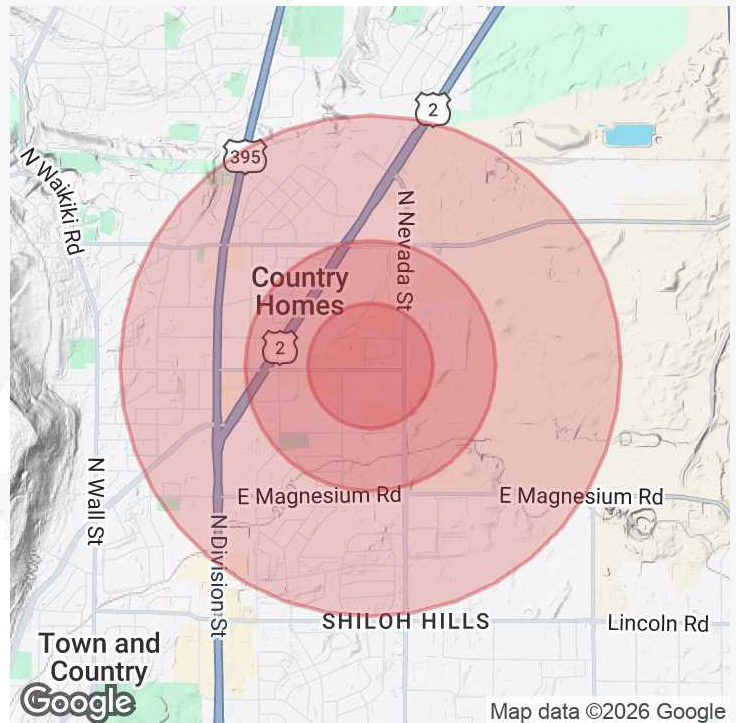 2
395
N Waikiki Rd
N Nevada St
Country
Homes
2
E Magnesium Rd
E Magnesium Rd
N Wall St
N Division St
SHILOH HILLS
Lincoln Rd
Town and
Country
Google
Map data ©2026 Google